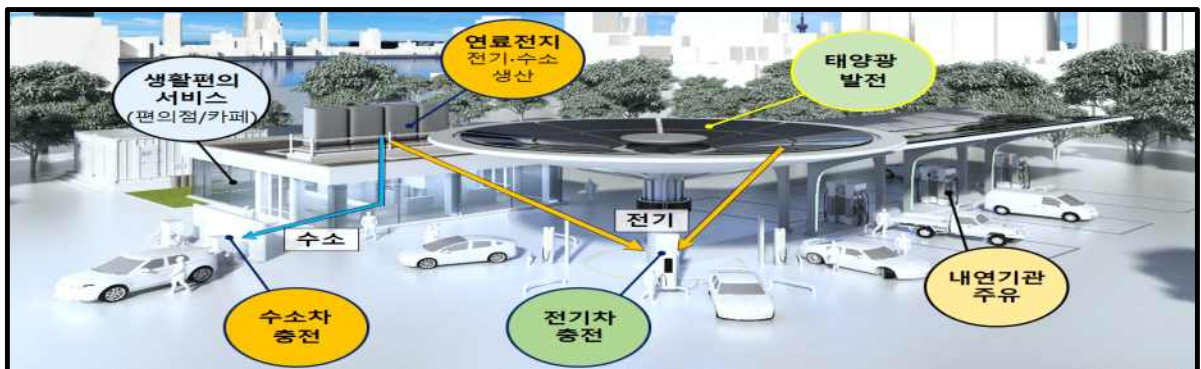 연료전지
전기·수소
생산
태양광
발전
생활편의
서비스
(편의점/카페)
전기
수소
내연기관
주유
수소차
충전
전기차
충전